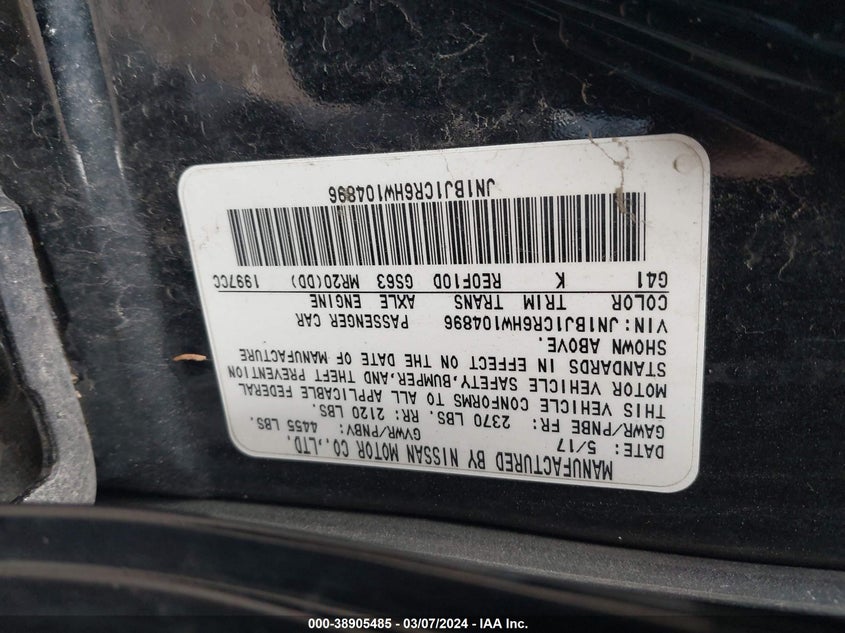 MANUFACTURED BY NISSAN MOTOR CO.,LTD.
DATE: 5/17 GVWR/PNBV: 4455 LBS.
GAWR/PNBE FR: 2370 LBS. RR: 2120 LBS.
THIS VEHICLE CONFORMS TO ALL APPLICABLE FEDERAL
MOTOR VEHICLE SAFETY,BUMPER,AND THEFT PREVENTION
STANDARDS IN EFFECT ON THE DATE OF MANUFACTURE
SHOWN ABOVE.
VIN:JN1BJ1CR6HW104896 PASSENGER CAR
COLOR TRIM TRANS AXLE ENGINE
G41 K RE0F10D GS63 MR20(DD) 1997CC
JN1BJ1CR6HW104896
000-38905485 - 03/07/2024 - IAA Inc.